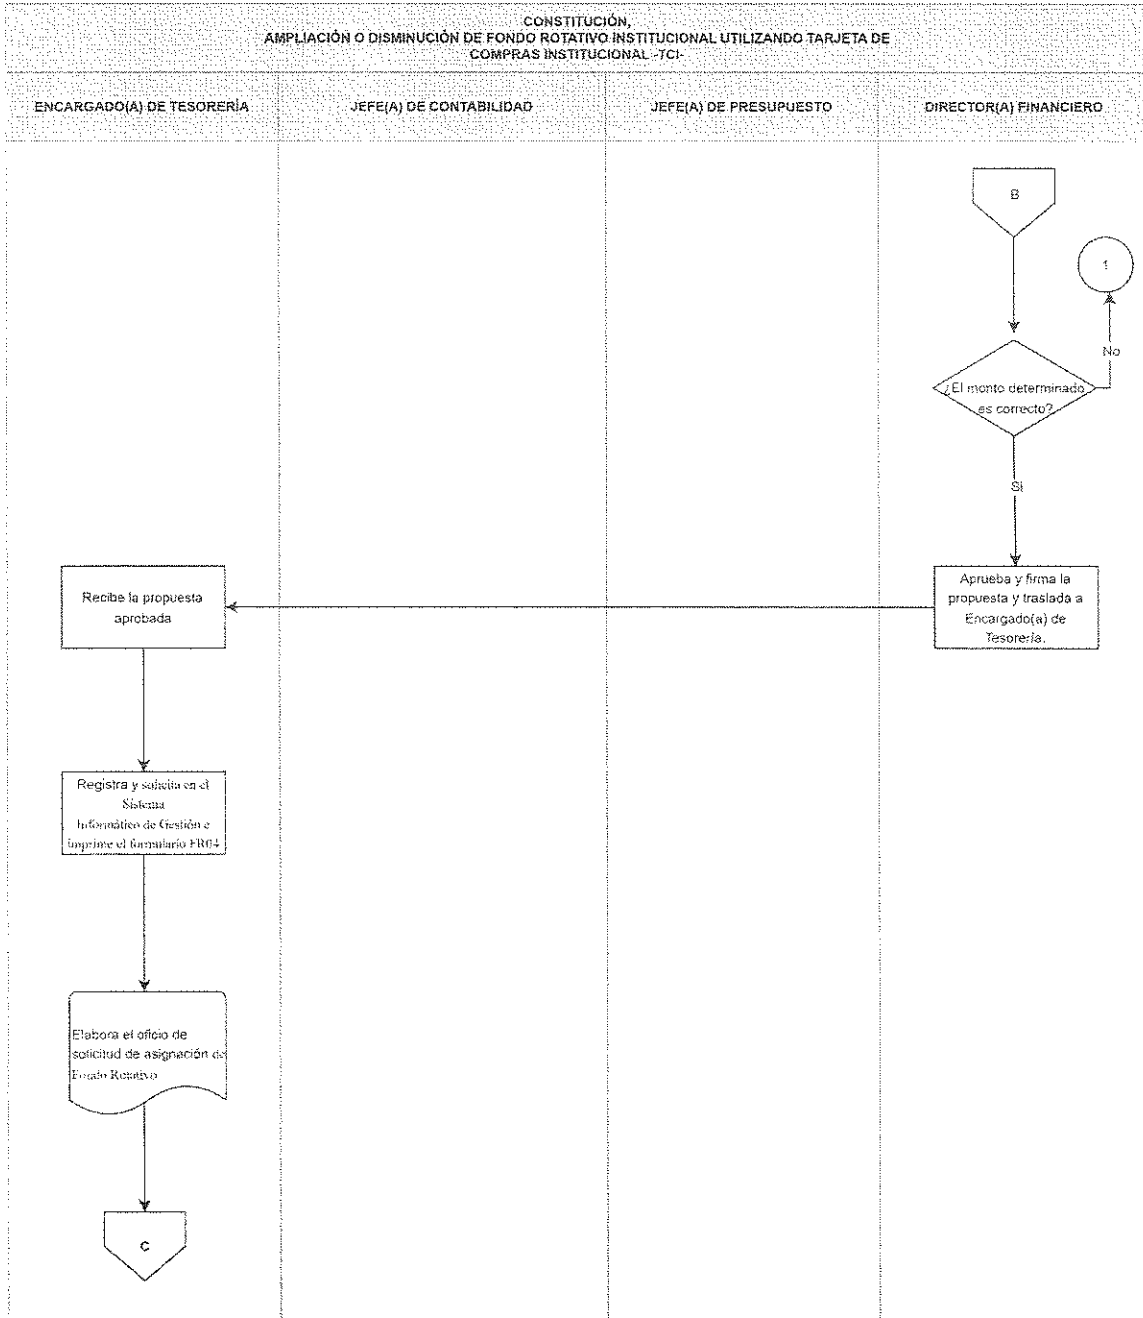 CONSTITUCIÓN,
AMPLIACIÓN O DISMINUCIÓN DE FONDO ROTATIVO INSTITUCIONAL UTILIZANDO TARJETA DE
COMPRAS INSTITUCIONAL -TCI-
ENCARGADO(A) DE TESORERÍA
JEFE(A) DE CONTABILIDAD
JEFE(A) DE PRESUPUESTO
DIRECTOR(A) FINANCIERO
B
1
No
¿El monto determinado
es correcto?
Si
Aprueba y firma la
propuesta y traslada a
Encargado(a) de
Tesorería.
Recibe la propuesta
aprobada
Registra y solicita en el
Sistema
Informático de Gestión e
imprime el formulario FR04
Elabora el oficio de
solicitud de asignación de
Fondo Rotativo
C